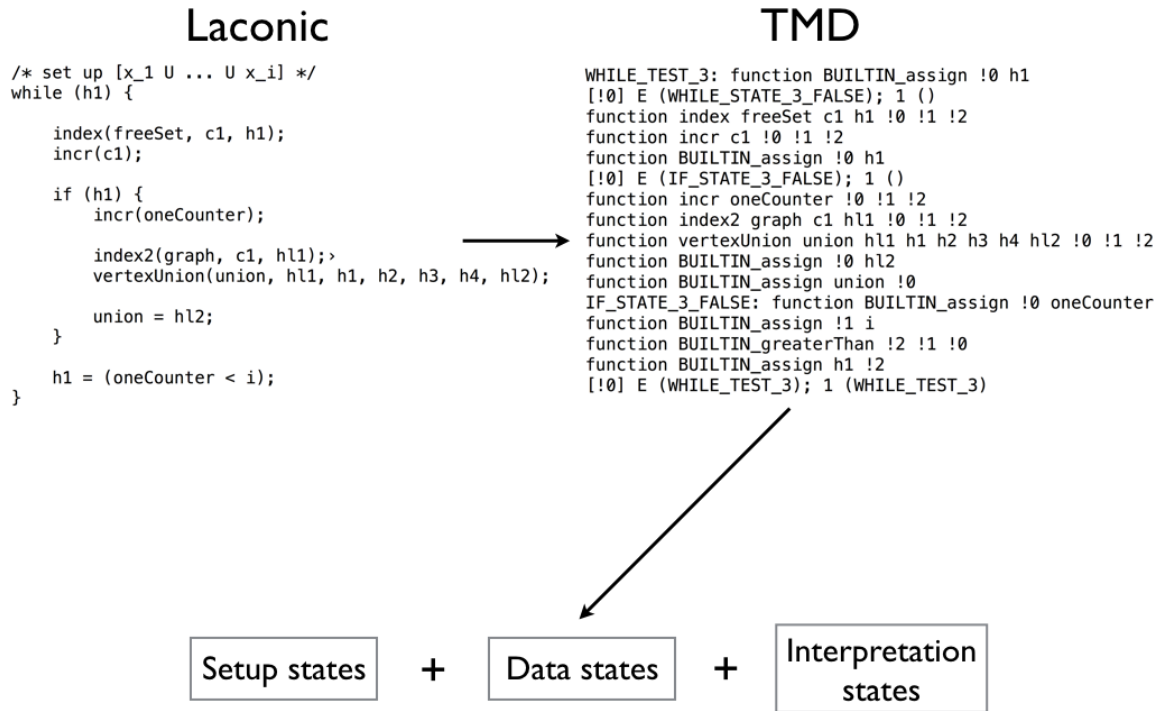 Laconic
/* set up [x_1 U ... U x_i] */
while (h1) {
index(freeSet, c1, h1);
incr(c1);
if (h1) {
incr(oneCounter);
index2(graph, c1, hl1);›
vertexUnion(union, hl1, h1, h2, h3, h4, hl2);
union = hl2;
}
h1 = (oneCounter < i);
}
TMD
WHILE_TEST_3: function BUILTIN_assign !0 h1
[!0] E (WHILE_STATE_3_FALSE); 1 ()
function index freeSet c1 h1 !0 !1 !2
function incr c1 !0 !1 !2
function BUILTIN_assign !0 h1
[!0] E (IF_STATE_3_FALSE); 1 ()
function incr oneCounter !0 !1 !2
function index2 graph c1 hl1 !0 !1 !2
function vertexUnion union hl1 h1 h2 h3 h4 hl2 !0 !1 !2
function BUILTIN_assign !0 hl2
function BUILTIN_assign union !0
IF_STATE_3_FALSE: function BUILTIN_assign !0 oneCounter
function BUILTIN_assign !1 i
function BUILTIN_greaterThan !2 !1 !0
function BUILTIN_assign h1 !2
[!0] E (WHILE_TEST_3); 1 (WHILE_TEST_3)
Setup states
+
Data states
+
Interpretation
states